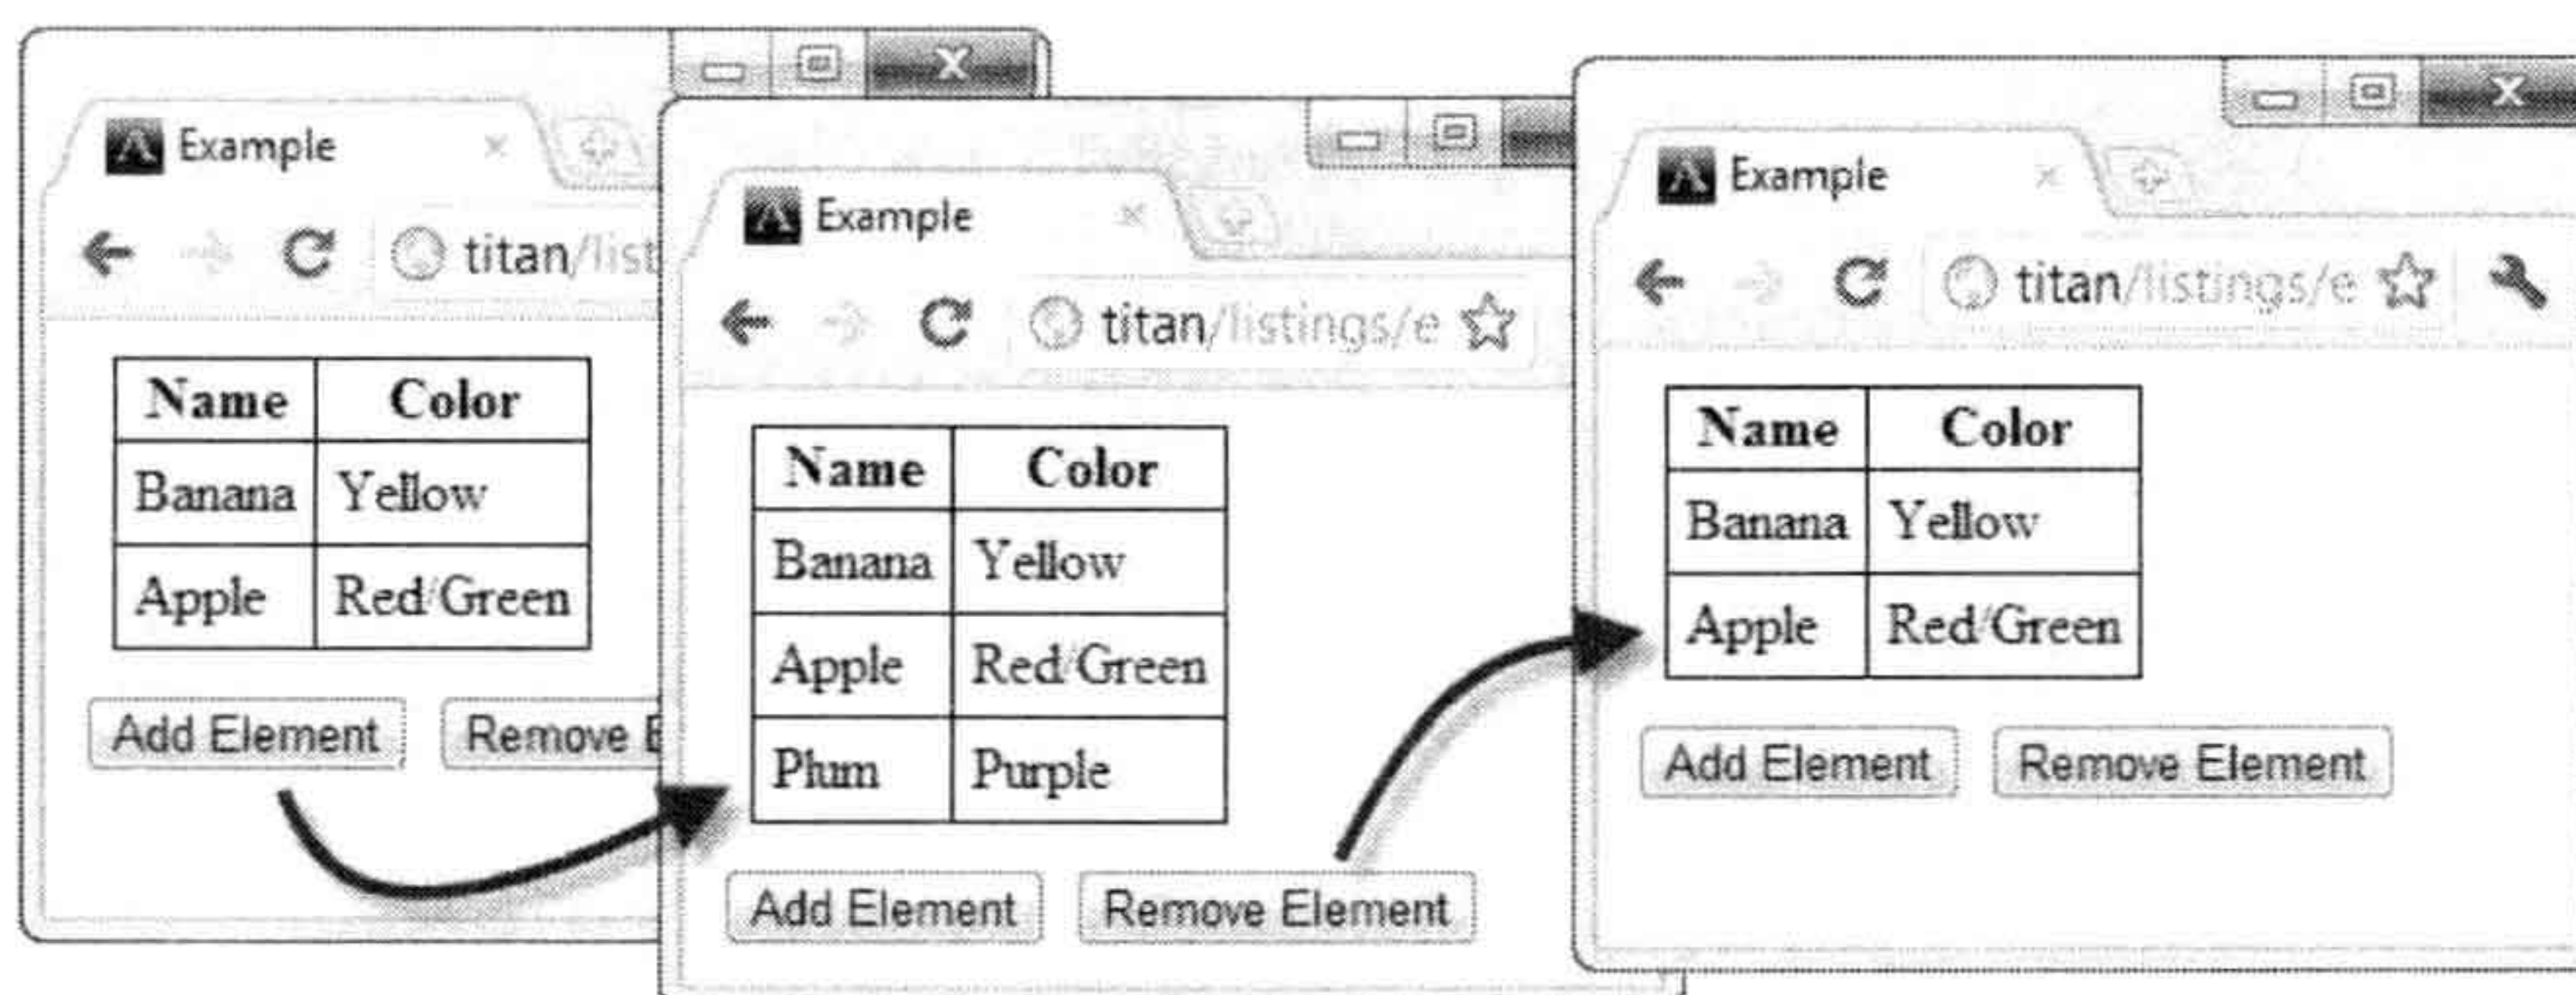 Example
titan/list
Name Color
Banana Yellow
Apple Red/Green
Add Element Remove
Example
titan/listings/e
Name Color
Banana Yellow
Apple Red/Green
Plum Purple
Add Element Remove Element
Example
titan/listings/e
Name Color
Banana Yellow
Apple Red/Green
Add Element Remove Element